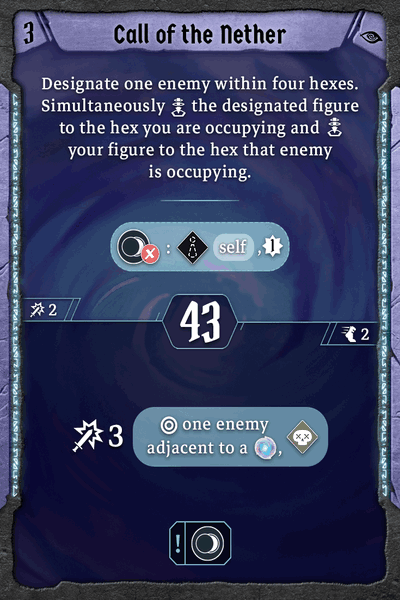 3 Call of the Nether
Designate one enemy within four hexes.
Simultaneously the designated figure
to the hex you are occupying and
your figure to the hex that enemy
is occupying.
: self , 1
2
43
2
3 one enemy
adjacent to a ,
!